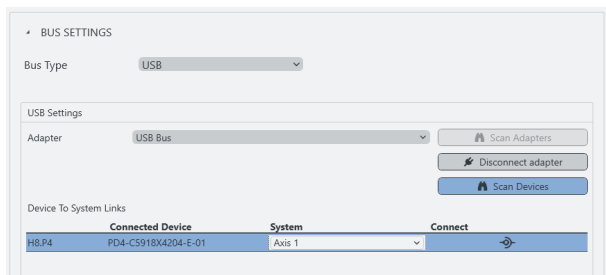 BUS SETTINGS
Bus Type USB
USB Settings
Adapter USB Bus Scan Adapters
Disconnect adapter
Scan Devices
Device To System Links
Connected Device System Connect
H8.P4 PD4-C5918X4204-E-01 Axis 1